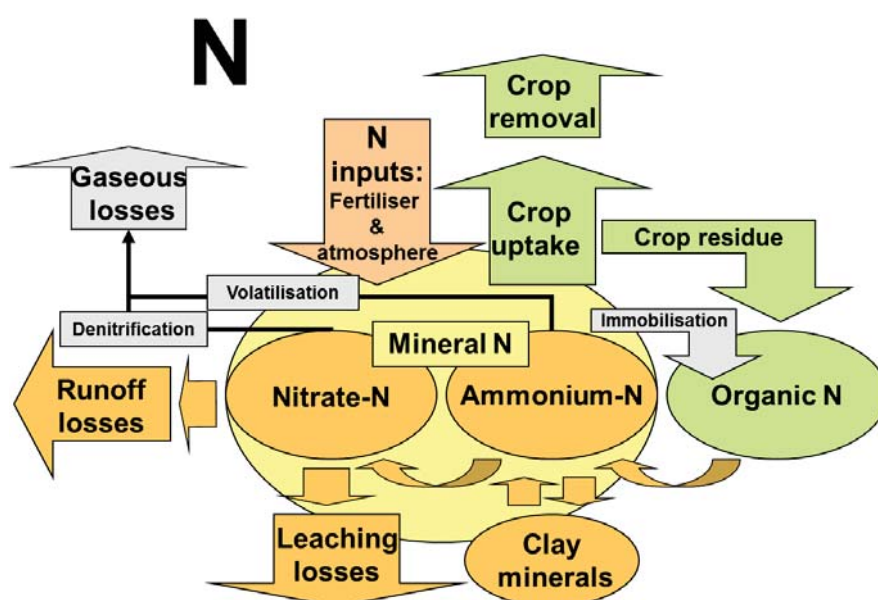 N
Crop
removal
N
inputs:
Fertiliser
&
atmosphere
Gaseous
losses
Crop
uptake
Crop residue
Volatilisation
Denitrification
Immobilisation
Mineral N
Runoff
losses
Nitrate-N
Ammonium-N
Organic N
Leaching
losses
Clay
minerals